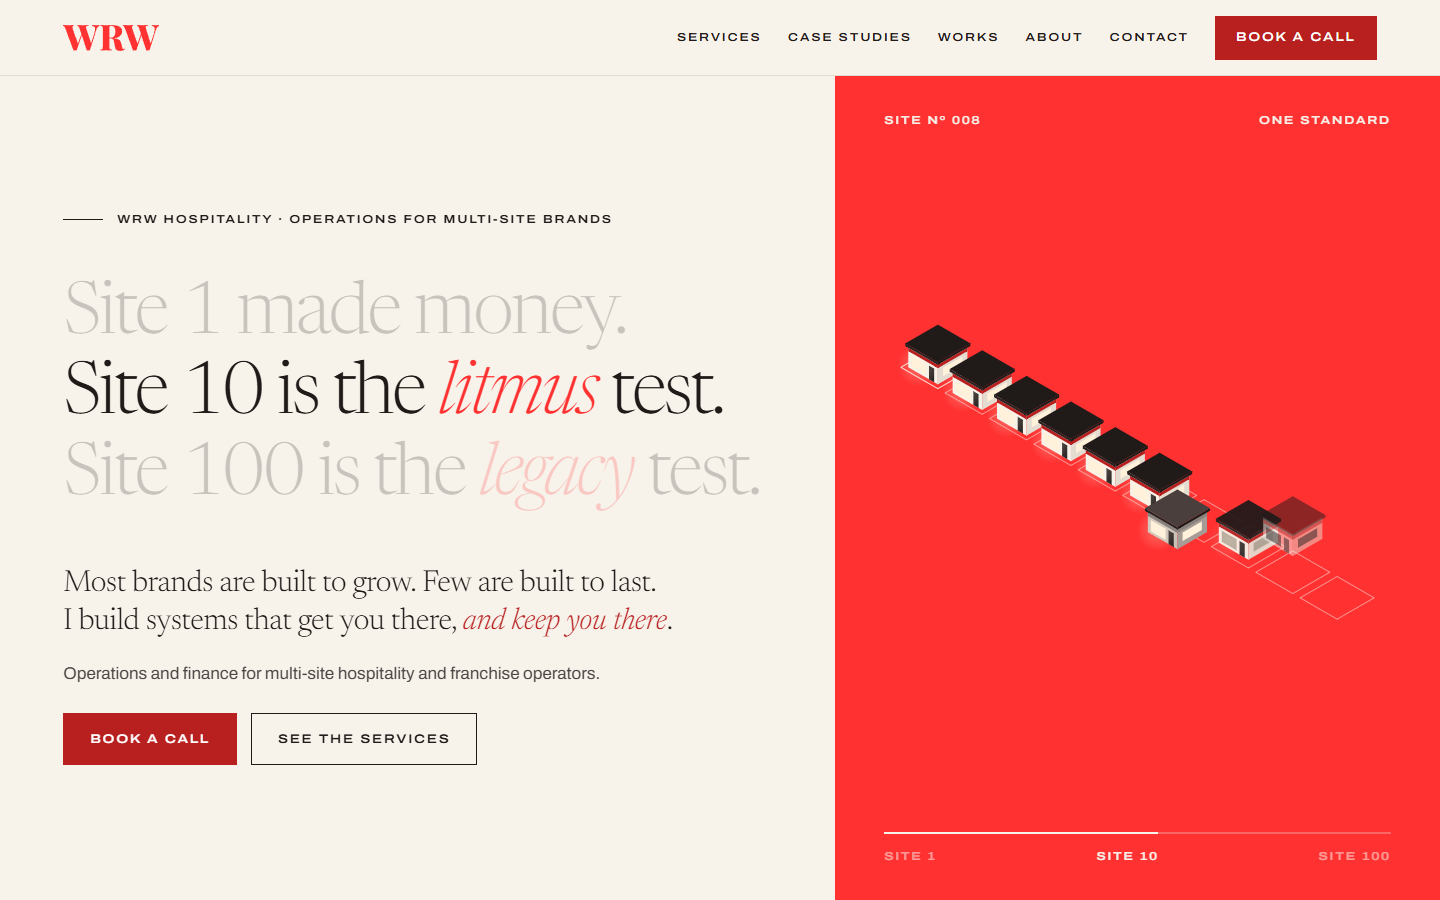 WRW
SERVICES
CASE STUDIES
WORKS
ABOUT
CONTACT
BOOK A CALL
SITE Nº 008
ONE STANDARD
WRW HOSPITALITY · OPERATIONS FOR MULTI-SITE BRANDS
Site 1 made money.
Site 10 is the litmus test.
Site 100 is the legacy test.
Most brands are built to grow. Few are built to last.
I build systems that get you there, and keep you there.
Operations and finance for multi-site hospitality and franchise operators.
BOOK A CALL
SEE THE SERVICES
SITE 1
SITE 10
SITE 100